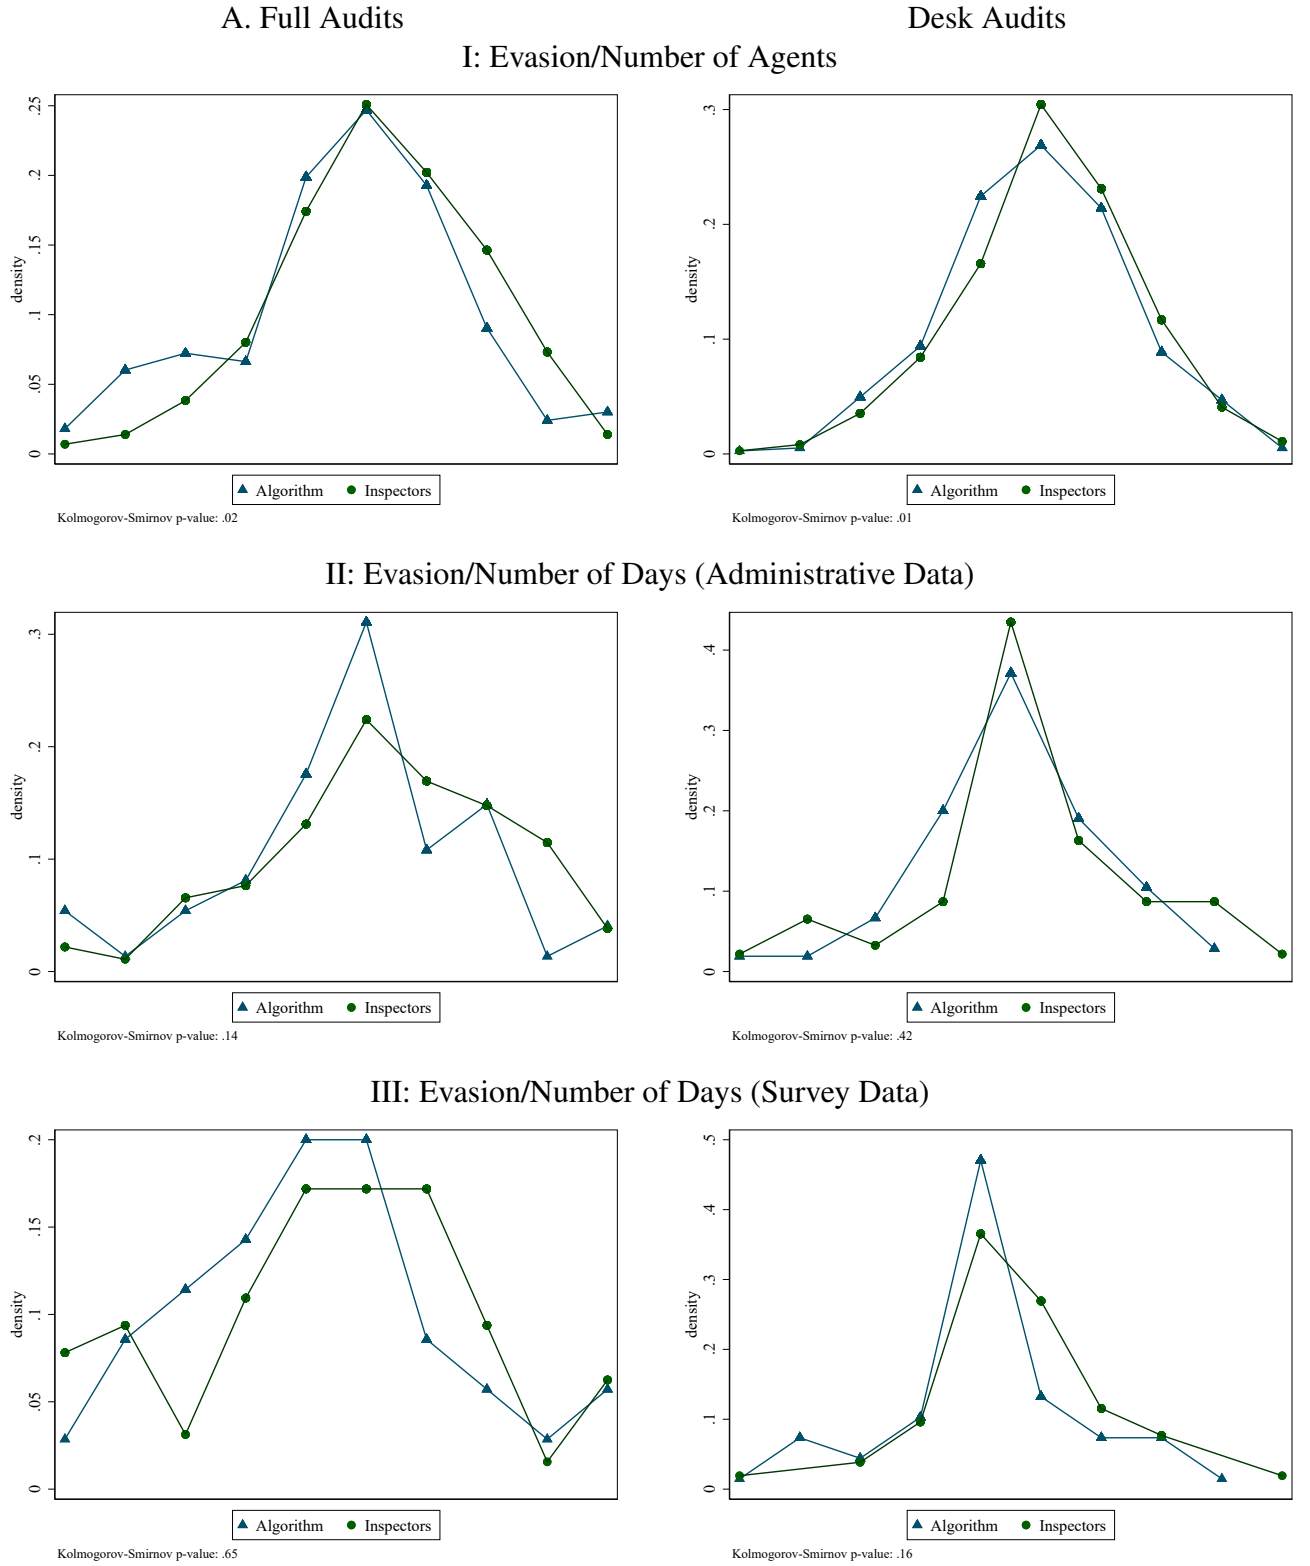 A. Full Audits
Desk Audits
I: Evasion/Number of Agents
.25
.2
.15
.1
.05
0
density
Algorithm
Inspectors
Kolmogorov-Smirnov p-value: .02
.3
.2
.1
0
density
Algorithm
Inspectors
Kolmogorov-Smirnov p-value: .01
II: Evasion/Number of Days (Administrative Data)
.3
.2
.1
0
density
Algorithm
Inspectors
Kolmogorov-Smirnov p-value: .14
.4
.3
.2
.1
0
density
Algorithm
Inspectors
Kolmogorov-Smirnov p-value: .42
III: Evasion/Number of Days (Survey Data)
.2
.15
.1
.05
0
density
Algorithm
Inspectors
Kolmogorov-Smirnov p-value: .65
.5
.4
.3
.2
.1
0
density
Algorithm
Inspectors
Kolmogorov-Smirnov p-value: .16